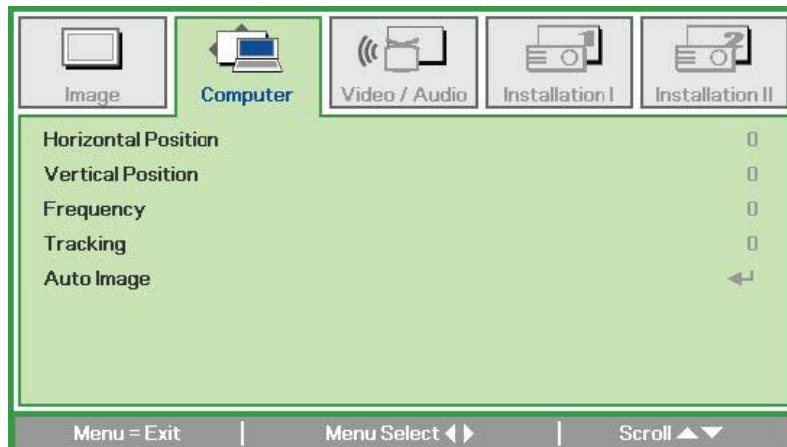 Image
Computer
Video / Audio
Installation I
Installation II
Horizontal Position 0
Vertical Position 0
Frequency 0
Tracking 0
Auto Image
Menu = Exit
Menu Select
Scroll